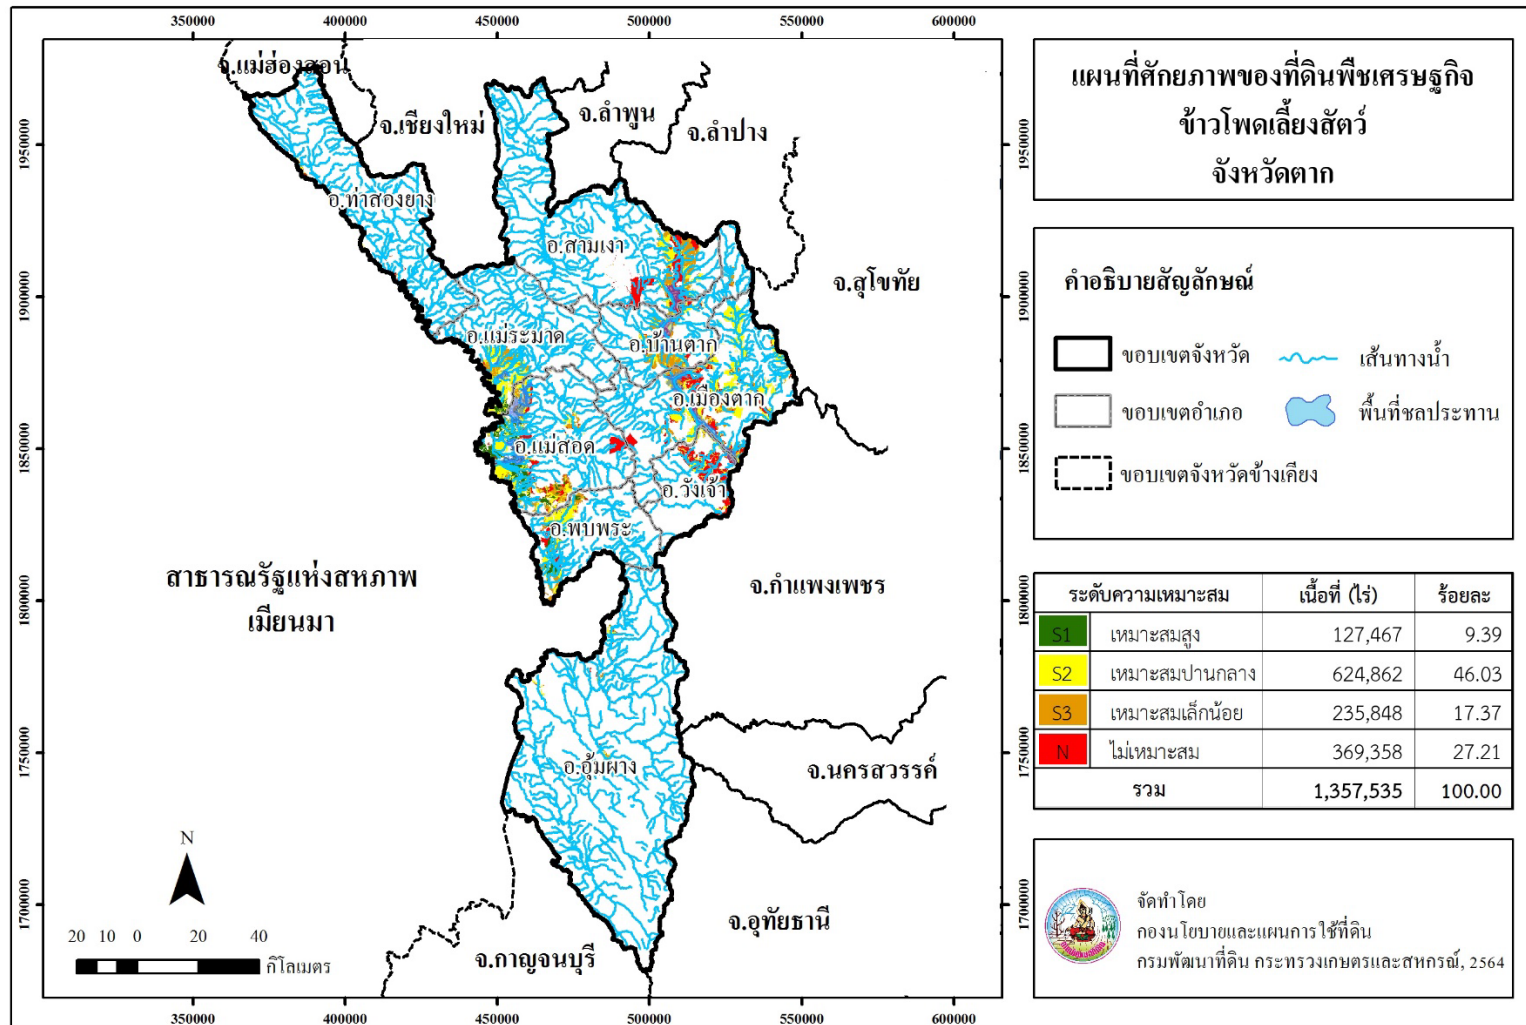 350000 400000 450000 500000 550000 600000
แผนที่ศักยภาพของที่ดินพืชเศรษฐกิจ
ข้าวโพดเลี้ยงสัตว์
จังหวัดตาก
จ.แม่ฮ่องสอน
จ.เชียงใหม่
จ.ลำพูน
จ.ลำปาง
จ.สุโขทัย
อ.ท่าสองยาง
อ.สามเงา
อ.แม่ระมาด
อ.บ้านตาก
อ.เมืองตาก
อ.แม่สอด
อ.วังเจ้า
อ.พบพระ
สาธารณรัฐแห่งสหภาพ
เมียนมา
จ.กำแพงเพชร
อ.อุ้มผาง
จ.นครสวรรค์
จ.อุทัยธานี
จ.กาญจนบุรี
1950000 1950000
1900000 1900000
1850000 1850000
1800000 1800000
1750000 1750000
1700000 1700000
N
20 10 0 20 40
กิโลเมตร
350000 400000 450000 500000 550000 600000
คำอธิบายสัญลักษณ์
ขอบเขตจังหวัด เส้นทางน้ำ
ขอบเขตอำเภอ พื้นที่ชลประทาน
ขอบเขตจังหวัดข้างเคียง
ระดับความเหมาะสม เนื้อที่ (ไร่) ร้อยละ
S1 เหมาะสมสูง 127,467 9.39
S2 เหมาะสมปานกลาง 624,862 46.03
S3 เหมาะสมเล็กน้อย 235,848 17.37
N ไม่เหมาะสม 369,358 27.21
รวม 1,357,535 100.00
จัดทำโดย
กองนโยบายและแผนการใช้ที่ดิน
กรมพัฒนาที่ดิน กระทรวงเกษตรและสหกรณ์, 2564